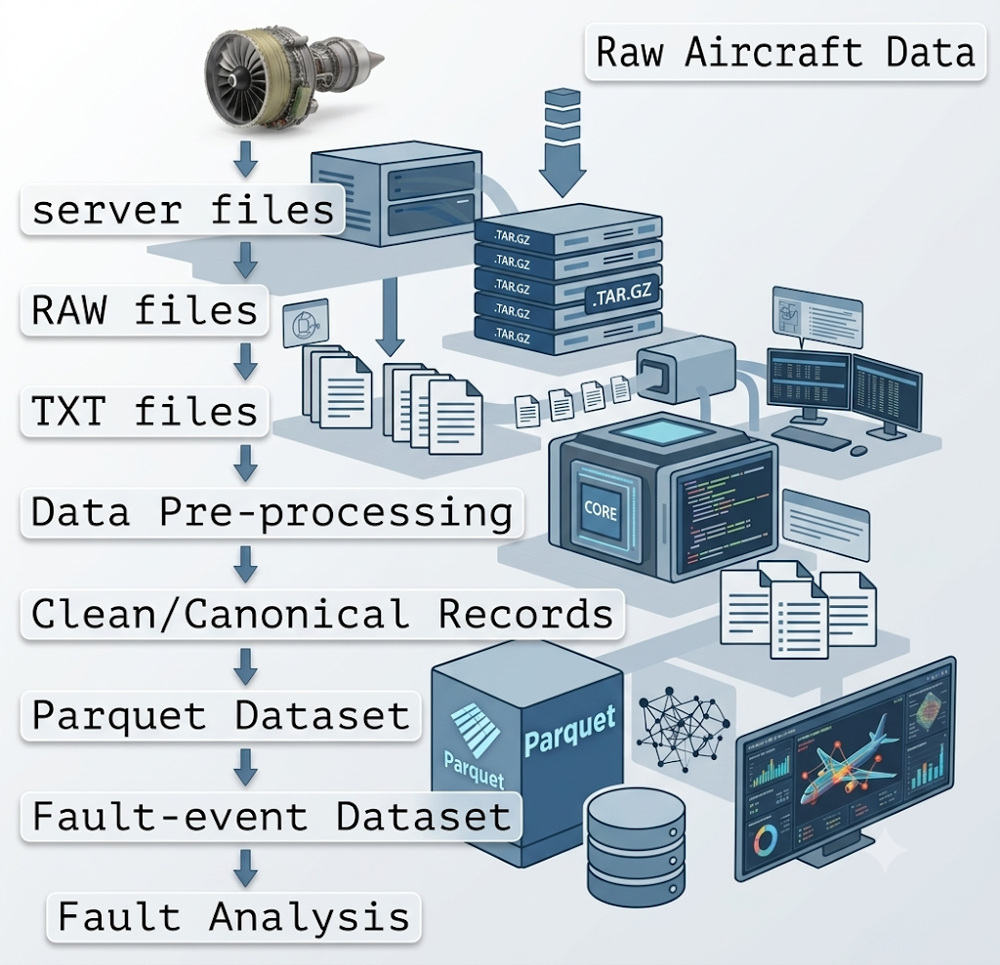 Raw Aircraft Data
server files
.TAR.GZ
.TAR.GZ
.TAR.GZ
.TAR.GZ
.TAR.GZ
.TAR.GZ
RAW files
TXT files
Data Pre-processing
CORE
Clean/Canonical Records
Parquet Dataset
Parquet
Parquet
Fault-event Dataset
Fault Analysis